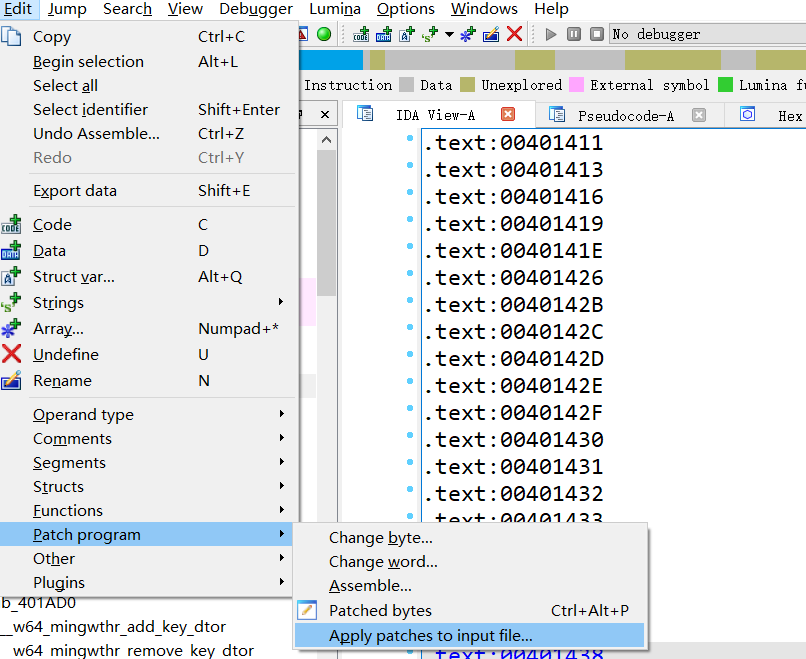 Edit Jump Search View Debugger Lumina Options Windows Help
No debugger
Instruction Data Unexplored External symbol Lumina fu
IDA View-A Pseudocode-A Hex
Copy Ctrl+C
Begin selection Alt+L
Select all
Select identifier Shift+Enter
Undo Assemble... Ctrl+Z
Redo Ctrl+Y
Export data Shift+E
Code C
Data D
Struct var... Alt+Q
Strings
Array... Numpad+*
Undefine U
Rename N
Operand type
Comments
Segments
Structs
Functions
Patch program
Other
Plugins
Change byte...
Change word...
Assemble...
Patched bytes Ctrl+Alt+P
Apply patches to input file...
.text:00401411
.text:00401413
.text:00401416
.text:00401419
.text:0040141E
.text:00401426
.text:0040142B
.text:0040142C
.text:0040142D
.text:0040142E
.text:0040142F
.text:00401430
.text:00401431
.text:00401432
.text:00401433
.text:00401438
b_401AD0
__w64_mingwthr_add_key_dtor
w64_mingwthr_remove_key_dtor